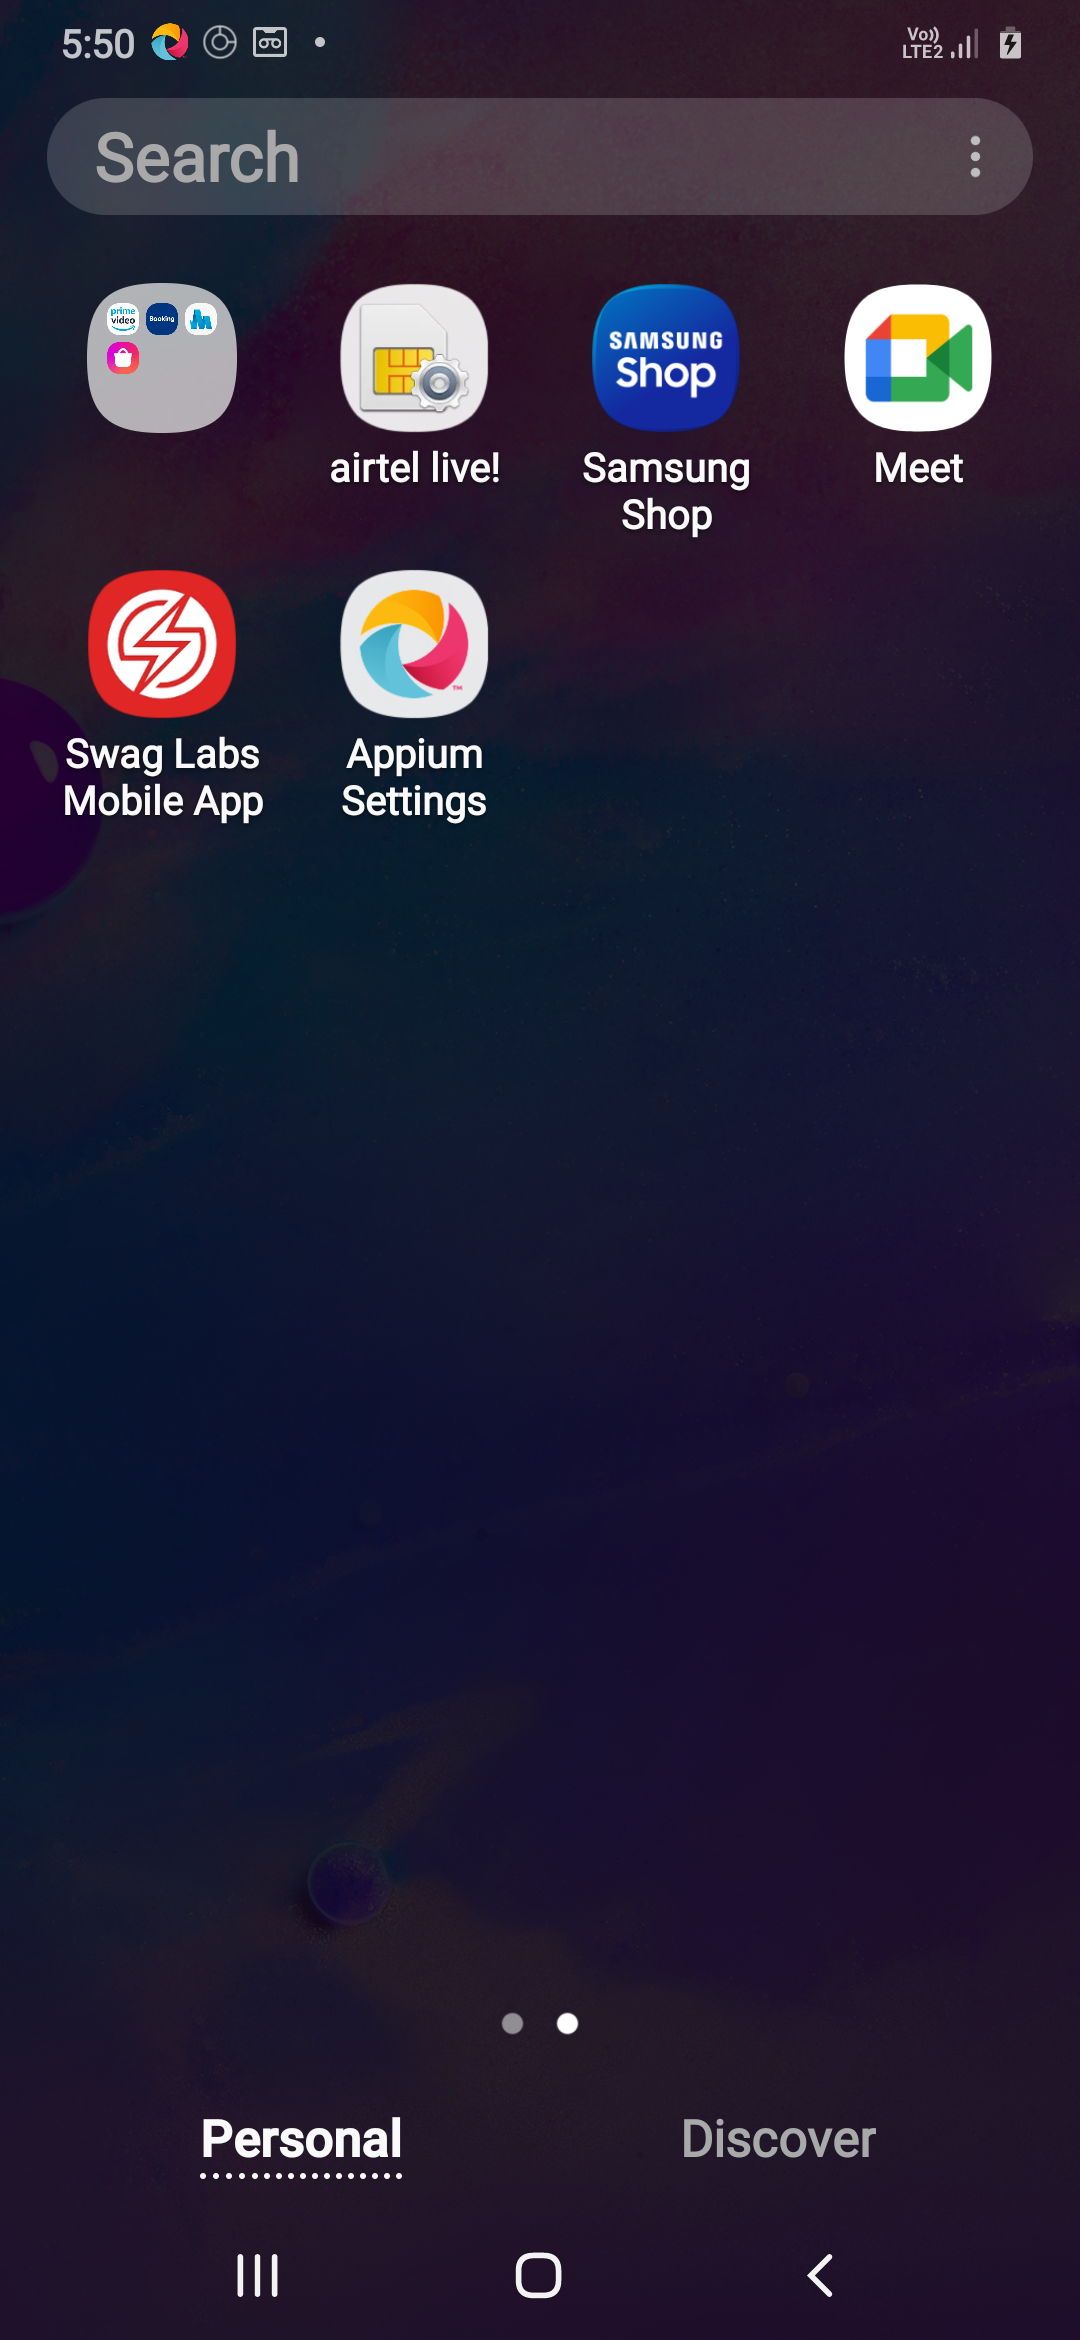 5:50
Vo))
LTE2
Search
prime
video
Booking
SAMSUNG
Shop
airtel live!
Samsung
Shop
Meet
TM
Swag Labs
Mobile App
Appium
Settings
Personal
Discover